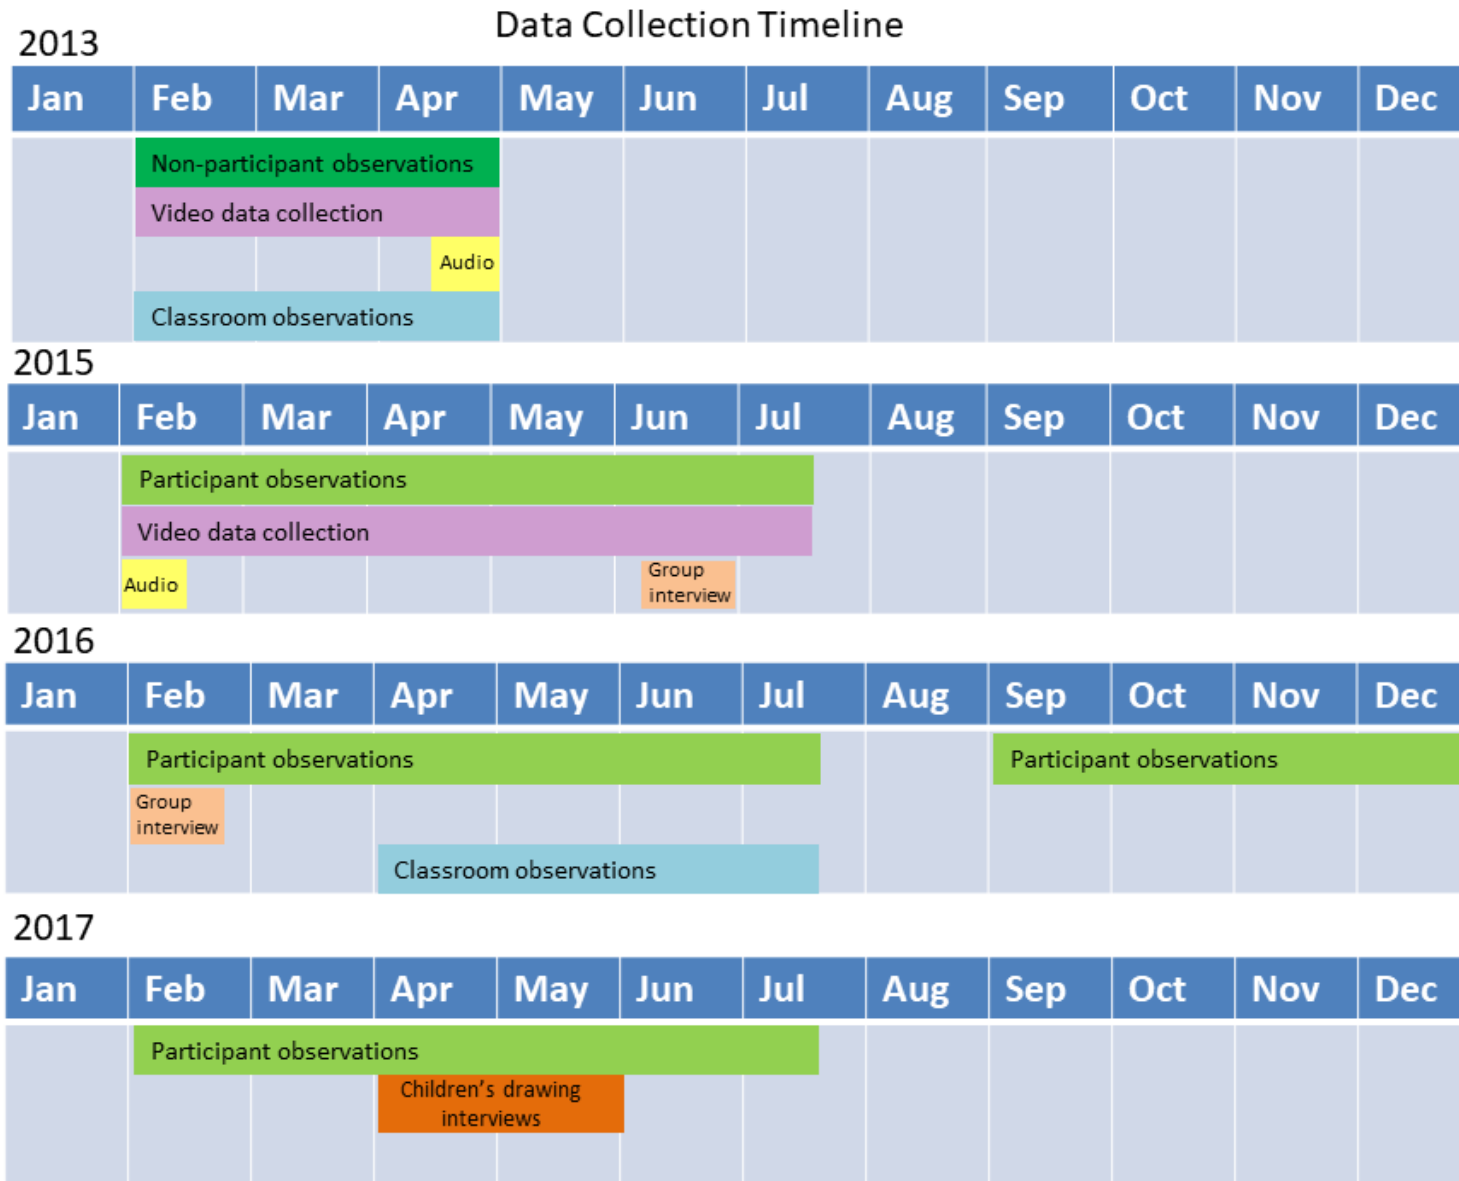 Data Collection Timeline
2013
Jan Feb Mar Apr May Jun Jul Aug Sep Oct Nov Dec
Non-participant observations
Video data collection
Audio
Classroom observations
2015
Jan Feb Mar Apr May Jun Jul Aug Sep Oct Nov Dec
Participant observations
Video data collection
Audio
Group
interview
2016
Jan Feb Mar Apr May Jun Jul Aug Sep Oct Nov Dec
Participant observations Participant observations
Group
interview
Classroom observations
2017
Jan Feb Mar Apr May Jun Jul Aug Sep Oct Nov Dec
Participant observations
Children’s drawing
interviews